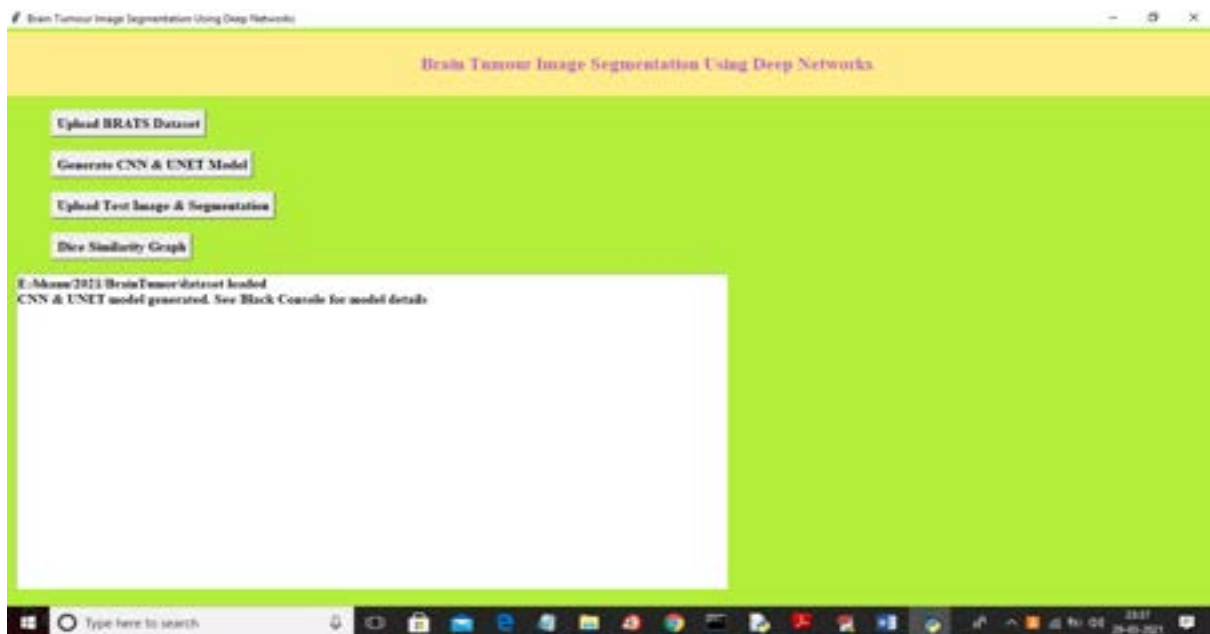 Brain Tumour Image Segmentation Using Deep Networks
Brain Tumour Image Segmentation Using Deep Networks
Upload BRATS Dataset
Generate CNN & UNET Model
Upload Test Image & Segmentation
Dice Similarity Graph
2021/BrainTumor/dataset loaded
CNN & UNET model generated. See Black Console for model details
Type here to search
23:37